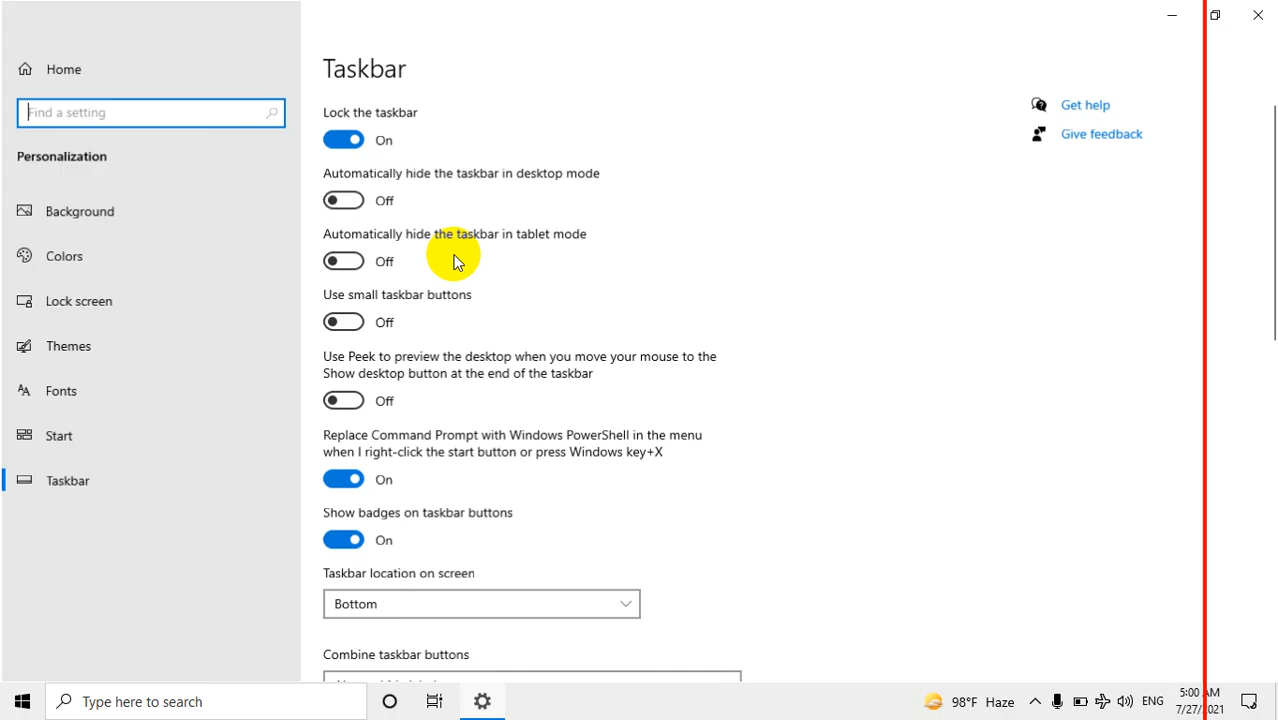 Home
Find a setting
Personalization
Background
Colors
Lock screen
Themes
Fonts
Start
Taskbar
Taskbar
Lock the taskbar
On
Automatically hide the taskbar in desktop mode
Off
Automatically hide the taskbar in tablet mode
Off
Use small taskbar buttons
Off
Use Peek to preview the desktop when you move your mouse to the
Show desktop button at the end of the taskbar
Off
Replace Command Prompt with Windows PowerShell in the menu
when I right-click the start button or press Windows key+X
On
Show badges on taskbar buttons
On
Taskbar location on screen
Bottom
Combine taskbar buttons
Get help
Give feedback
Type here to search
98°F Haze
ENG
5:00 AM
7/27/2021